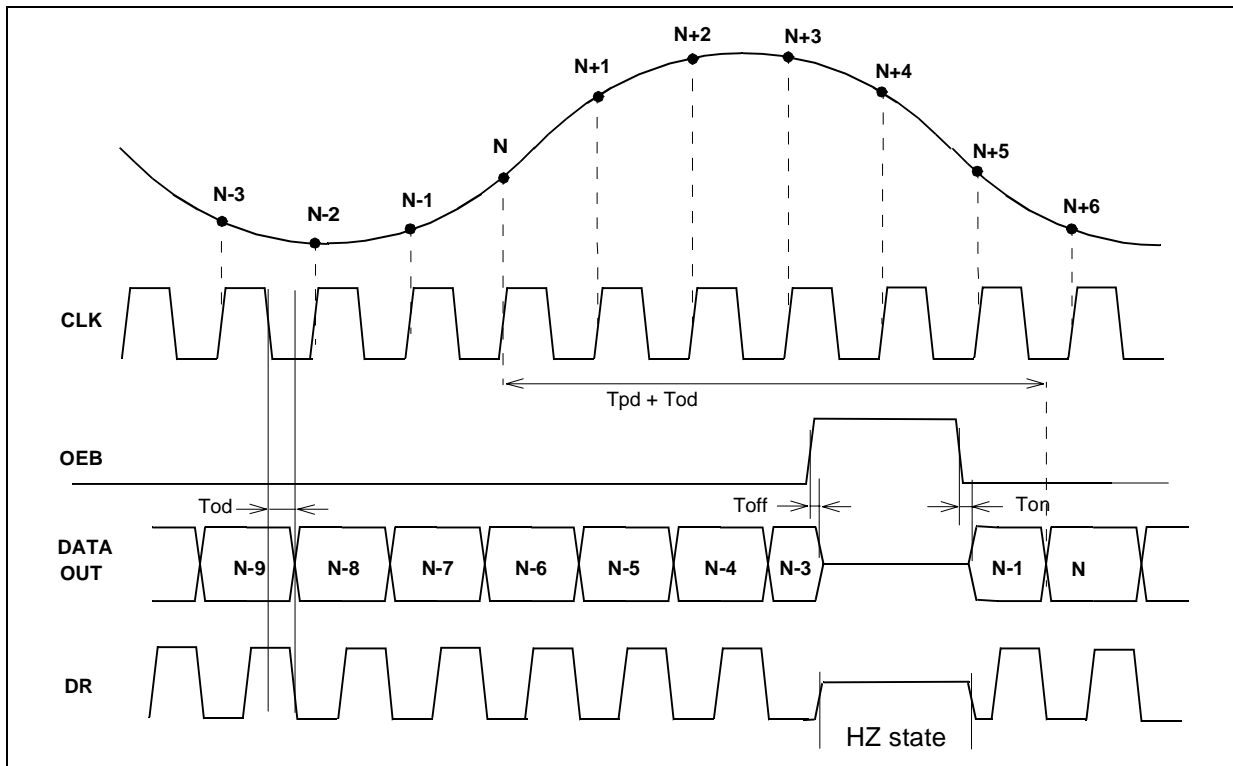 N+2
N+3
N+1
N+4
N
N+5
N-3
N-2
N-1
N+6
CLK
Tpd + Tod
OEB
Tod
Toff
Ton
DATA
OUT
N-9
N-8
N-7
N-6
N-5
N-4
N-3
N-1
N
DR
HZ state